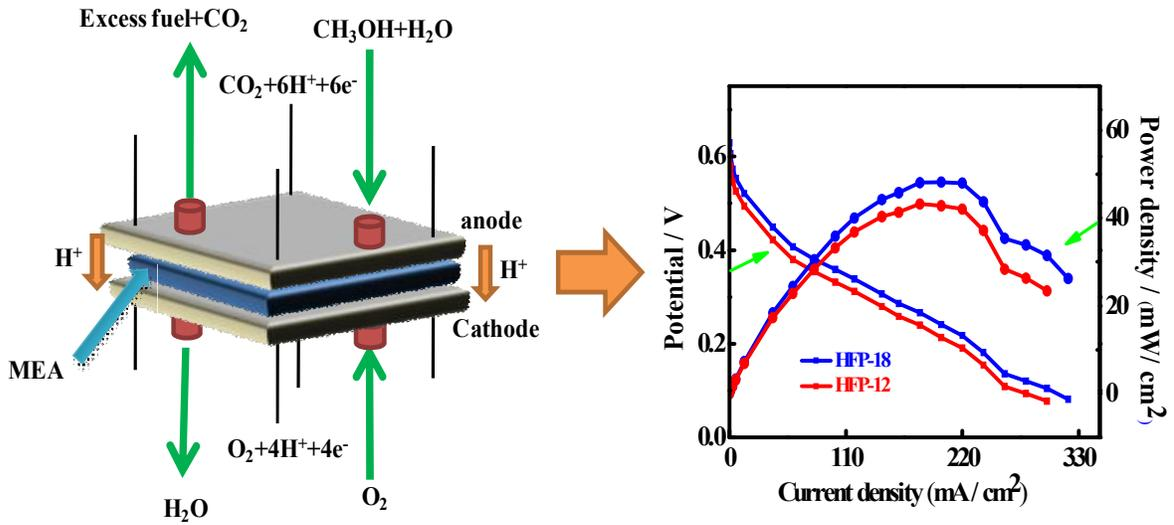 Excess fuel+CO₂
CH₃OH+H₂O
CO₂+6H⁺+6e⁻
anode
H⁺
H⁺
Cathode
MEA
O₂+4H⁺+4e⁻
H₂O
O₂
Potential / V
0.6
0.4
0.2
0.0
HFP-18
HFP-12
0
110
220
330
Current density (mA / cm²)
60
40
20
0
Power density / (mW/ cm²)